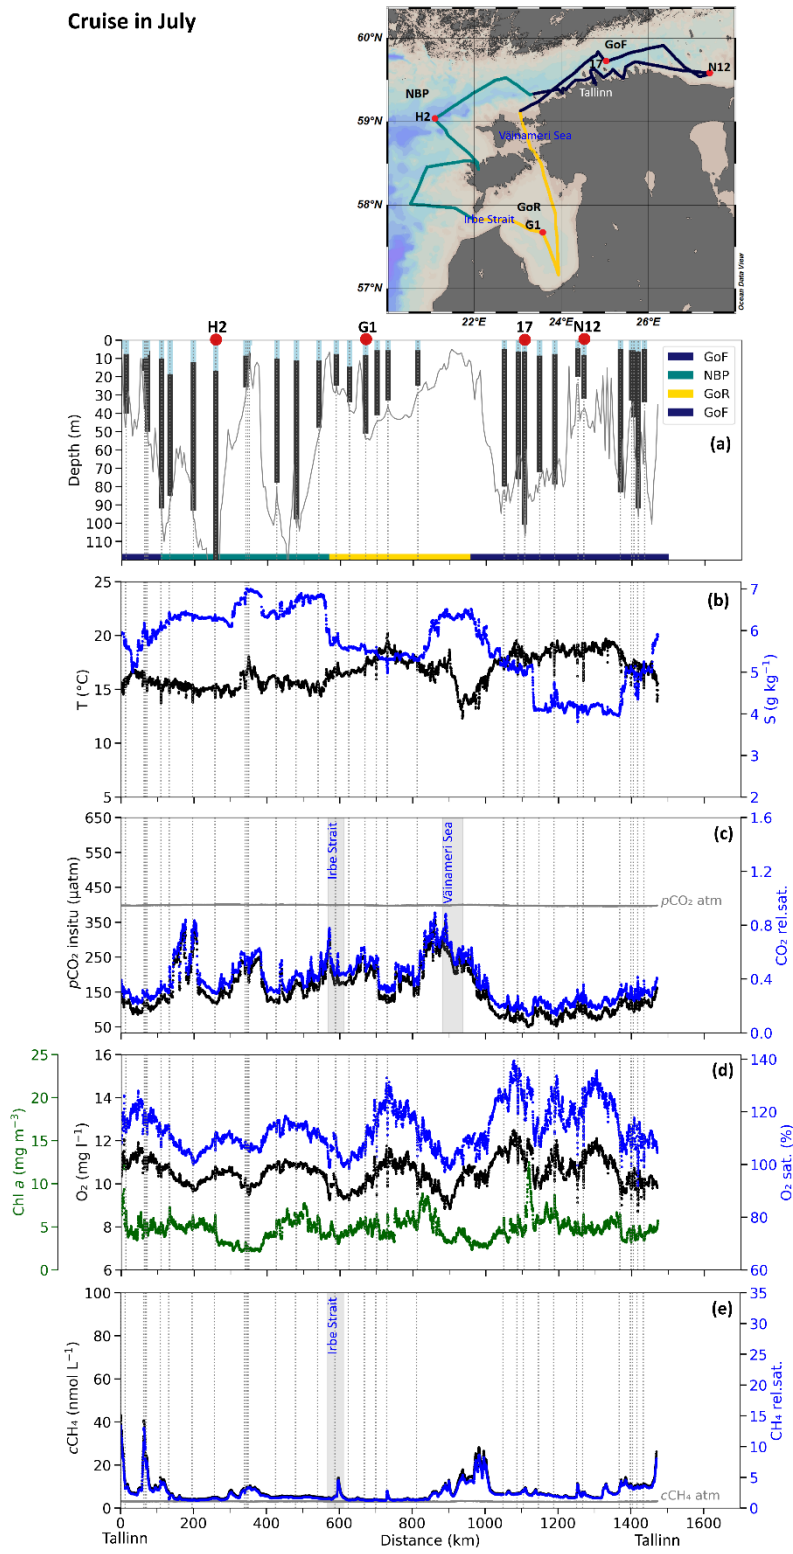 Cruise in July
60°N
59°N
58°N
57°N
22°E
24°E
26°E
GoF
17
N12
Tallinn
NBP
H2
Väinameri Sea
GoR
Irbe Strait
G1
Ocean Data View
H2
G1
17
N12
0
10
20
30
40
50
60
70
80
90
100
110
Depth (m)
GoF
NBP
GoR
GoF
(a)
25
20
15
10
5
T (°C)
(b)
7
6
5
4
3
2
S (g kg⁻¹)
650
550
450
350
250
150
50
pCO₂ insitu (µatm)
Irbe Strait
Väinameri Sea
(c)
pCO₂ atm
1.6
1.2
0.8
0.4
0.0
CO₂ rel.sat.
25
20
15
10
5
0
Chl a (mg m⁻³)
16
14
12
10
8
6
O₂ (mg l⁻¹)
(d)
140
120
100
90
80
70
60
O₂ sat. (%)
100
80
60
40
20
0
cCH₄ (nmol L⁻¹)
Irbe Strait
(e)
cCH₄ atm
35
30
25
20
15
10
5
0
CH₄ rel.sat.
0
200
400
600
800
1000
1200
1400
1600
Tallinn
Distance (km)
Tallinn